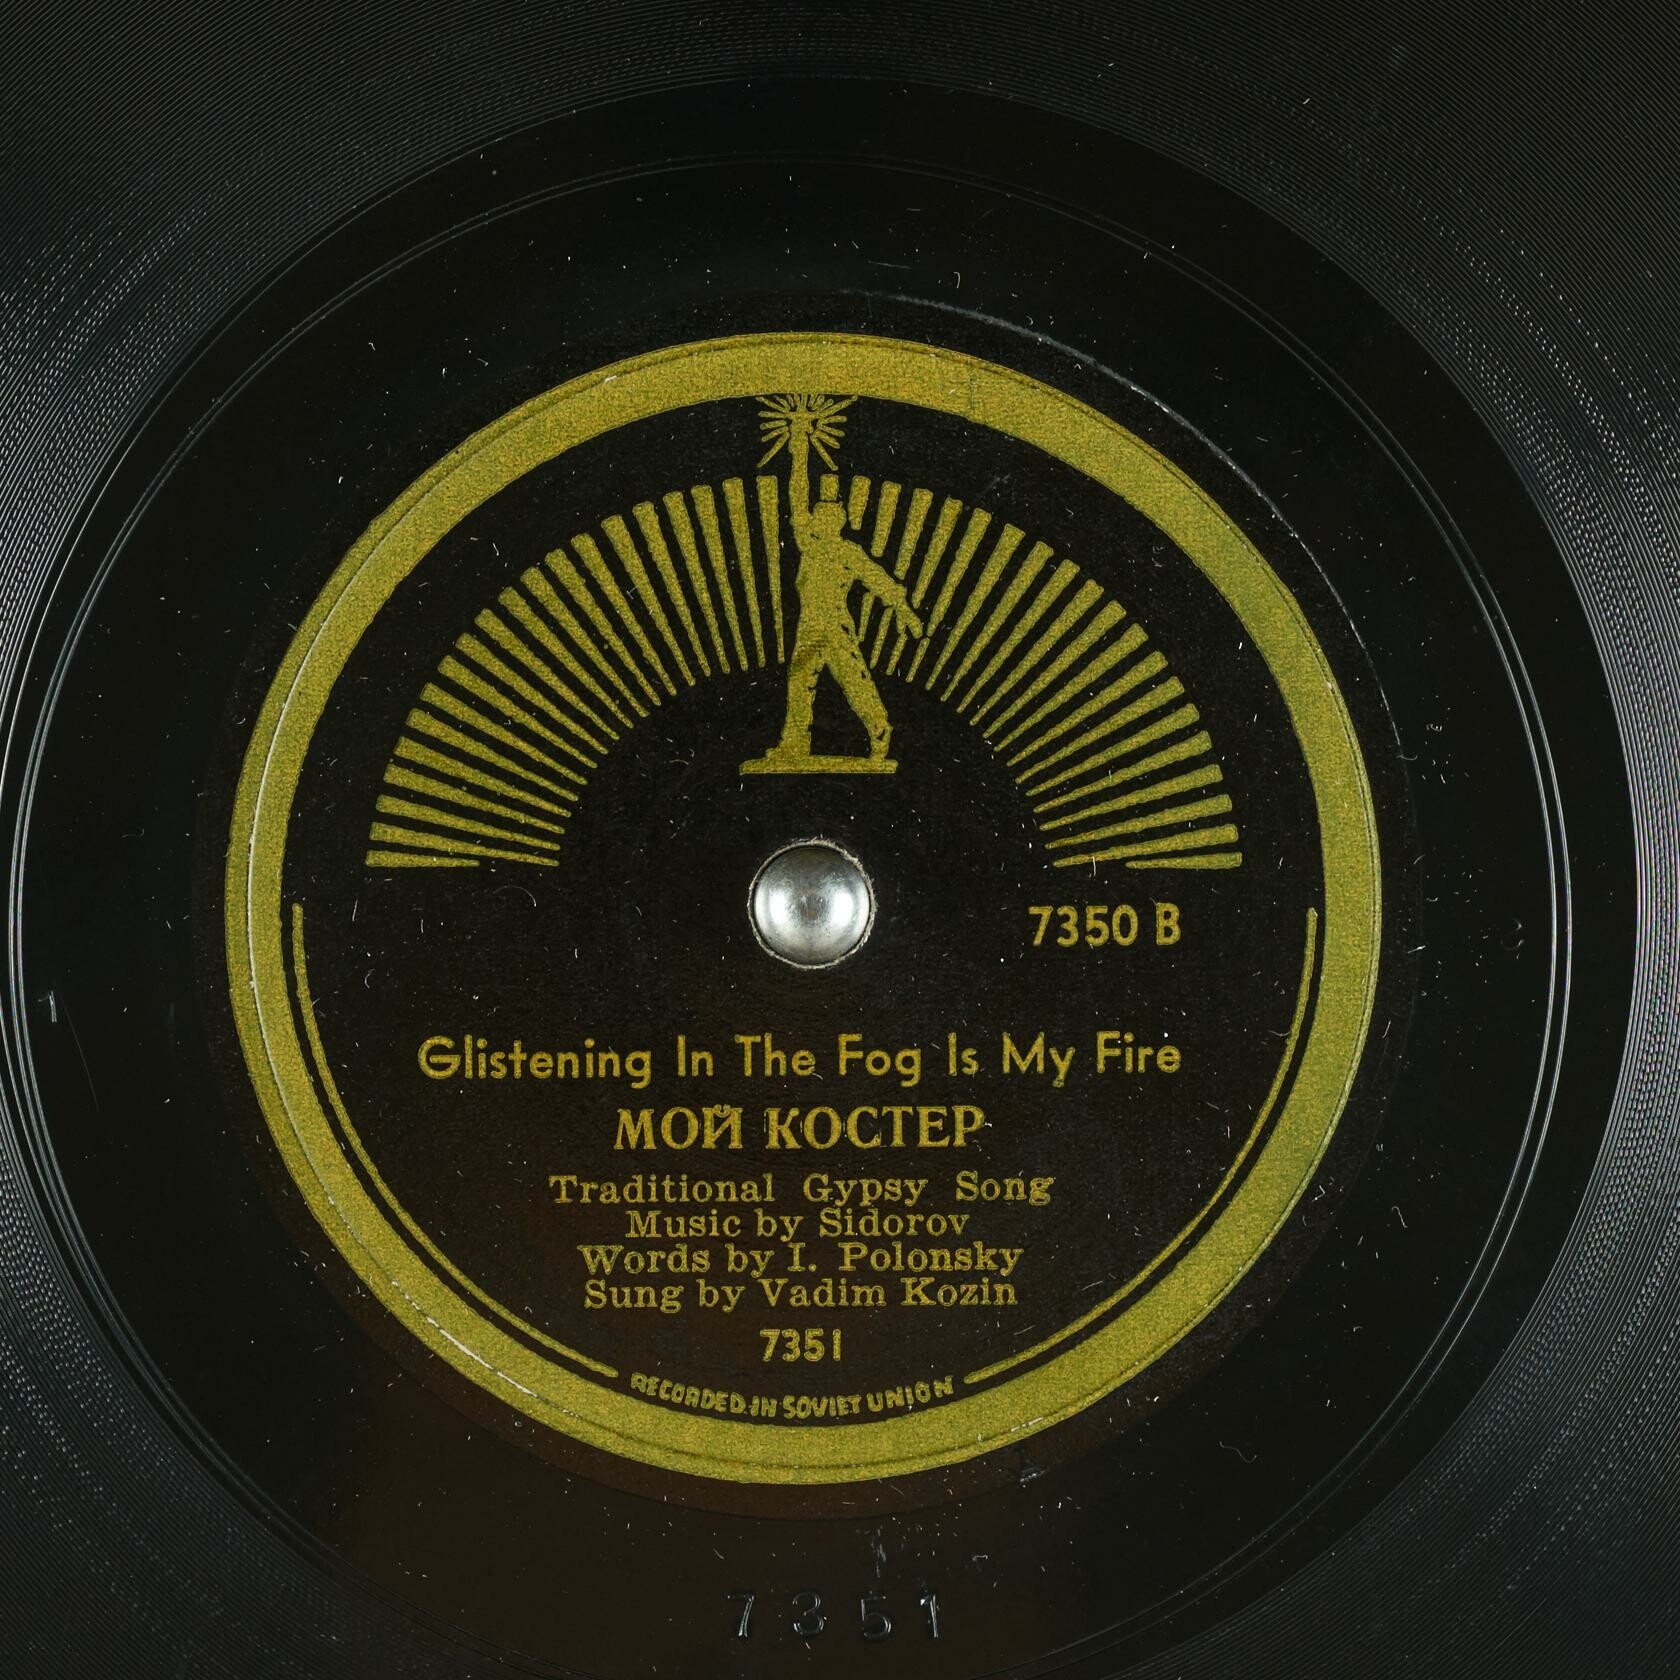 7350 B
Glistening In The Fog Is My Fire
МОЙ КОСТЕР
Traditional Gypsy Song
Music by Sidorov
Words by I. Polonsky
Sung by Vadim Kozin
7351
RECORDED IN SOVIET UNION
7351